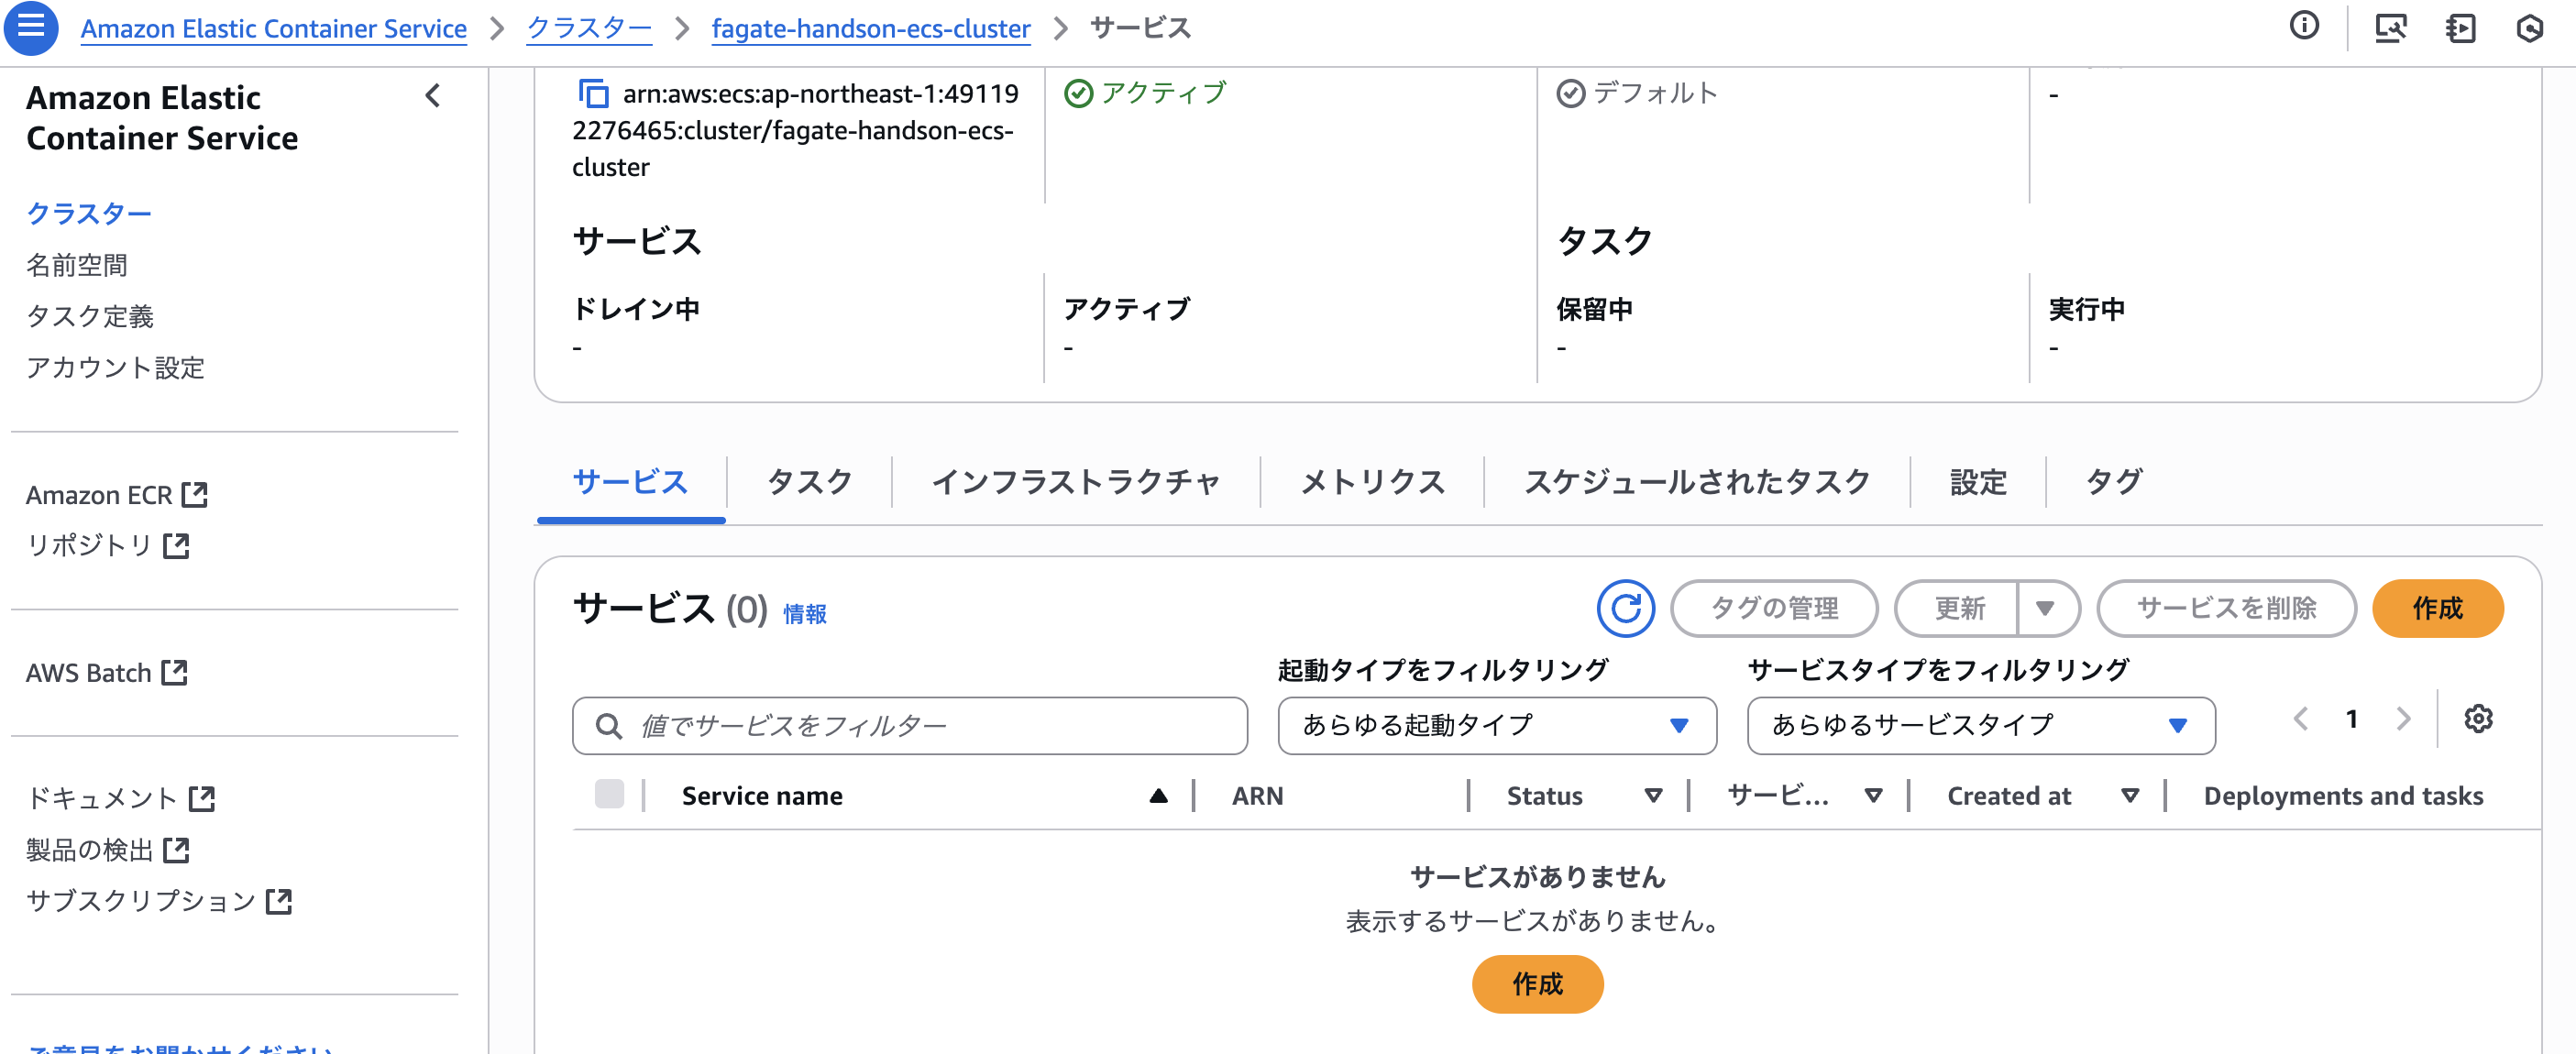 Amazon Elastic Container Service
クラスター
fagate-handson-ecs-cluster
サービス
Amazon Elastic
Container Service
クラスター
名前空間
タスク定義
アカウント設定
Amazon ECR
リポジトリ
AWS Batch
ドキュメント
製品の検出
サブスクリプション
ご意見をお聞かせください
arn:aws:ecs:ap-northeast-1:49119
2276465:cluster/fagate-handson-ecs-
cluster
アクティブ
デフォルト
-
サービス
タスク
ドレイン中
-
アクティブ
-
保留中
-
実行中
-
サービス
タスク
インフラストラクチャ
メトリクス
スケジュールされたタスク
設定
タグ
サービス (0) 情報
タグの管理
更新
サービスを削除
作成
起動タイプをフィルタリング
サービスタイプをフィルタリング
値でサービスをフィルター
あらゆる起動タイプ
あらゆるサービスタイプ
1
Service name
ARN
Status
サービ...
Created at
Deployments and tasks
サービスがありません
表示するサービスがありません。
作成